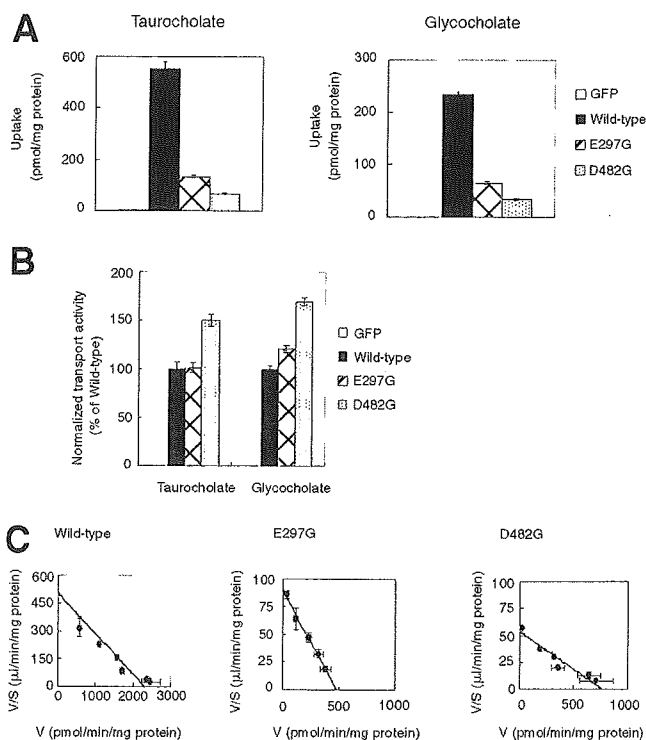 A
Taurocholate
Glycocholate
Uptake
(pmol/mg protein)
600
400
200
0
Uptake
(pmol/mg protein)
300
200
100
0
GFP
Wild-type
E297G
D482G
B
Normalized transport activity
(% of Wild-type)
200
150
100
50
0
Taurocholate
Glycocholate
GFP
Wild-type
E297G
D482G
C
Wild-type
E297G
D482G
V/S (µl/min/mg protein)
600
450
300
150
0
0
1000
2000
3000
V (pmol/min/mg protein)
V/S (µl/min/mg protein)
100
75
50
25
0
0
500
1000
V (pmol/min/mg protein)
V/S (µl/min/mg protein)
100
75
50
25
0
0
500
1000
V (pmol/min/mg protein)